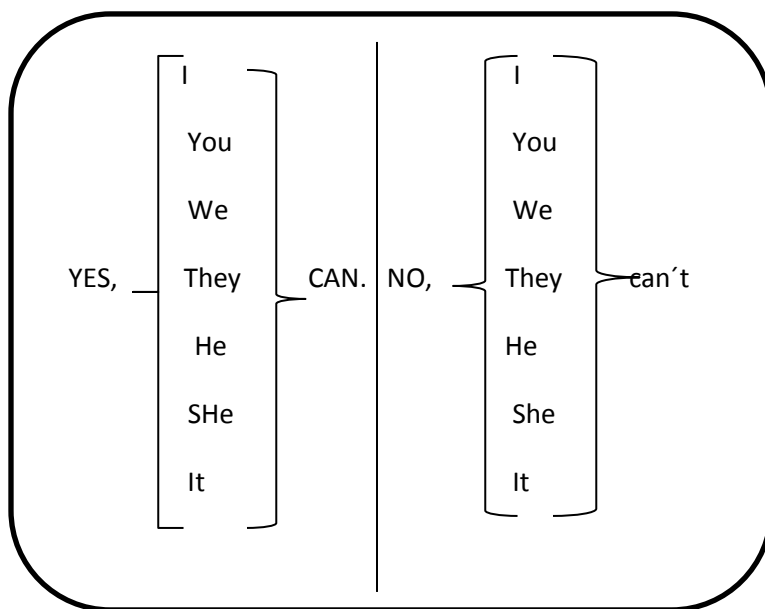 I
You
We
YES, They CAN.
He
SHe
It
I
You
We
NO, They can´t
He
She
It